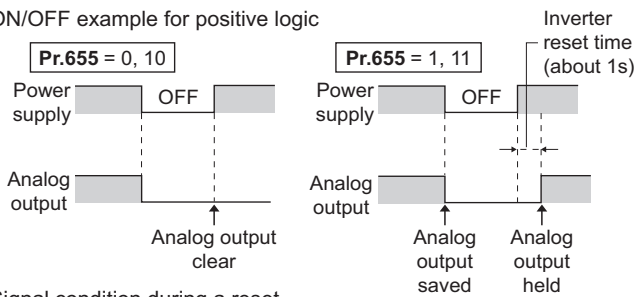 ON/OFF example for positive logic
Pr.655 = 0, 10
Power supply
OFF
Analog output
Analog output clear
Pr.655 = 1, 11
Power supply
OFF
Inverter reset time (about 1s)
Analog output
Analog output saved
Analog output held
Signal condition during a reset